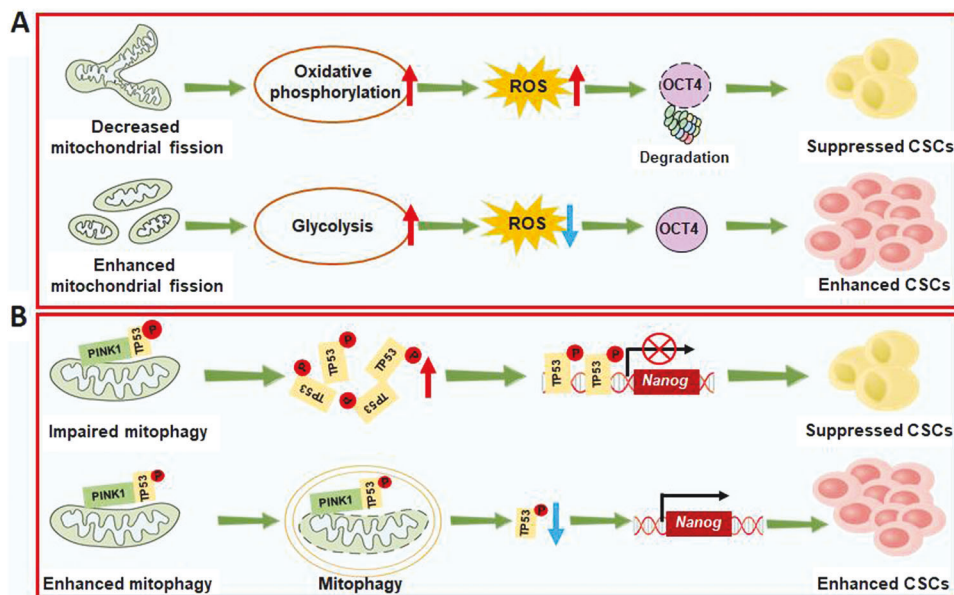 A
Decreased
mitochondrial fission
Oxidative
phosphorylation
ROS
OCT4
Degradation
Suppressed CSCs
Enhanced
mitochondrial fission
Glycolysis
ROS
OCT4
Enhanced CSCs
B
PINK1
TP53
P
Impaired mitophagy
P
TP53
P
TP53
P
TP53
P
TP53
P
TP53
P
TP53
Nanog
Suppressed CSCs
PINK1
TP53
P
Enhanced mitophagy
PINK1
TP53
P
Mitophagy
TP53
P
Nanog
Enhanced CSCs